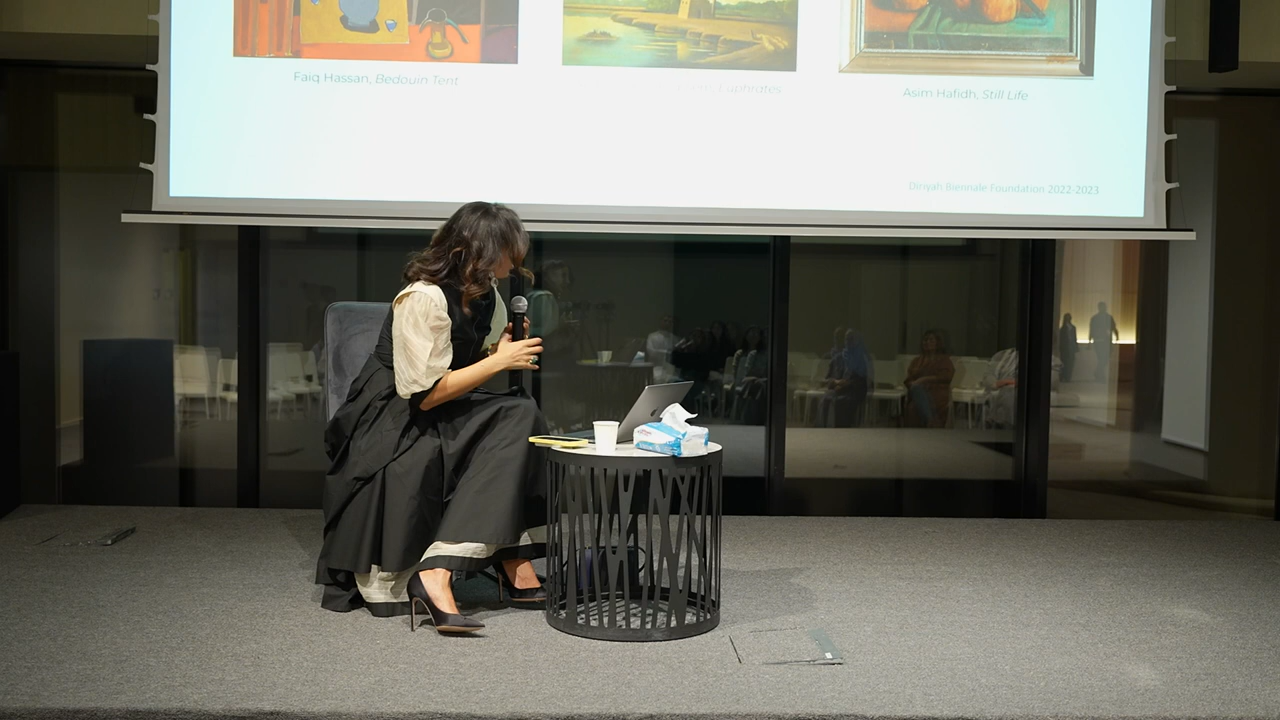 Faiq Hassan, Bedouin Tent
Euphrates
Asim Hafidh, Still Life
Diriyah Biennale Foundation 2022-2023